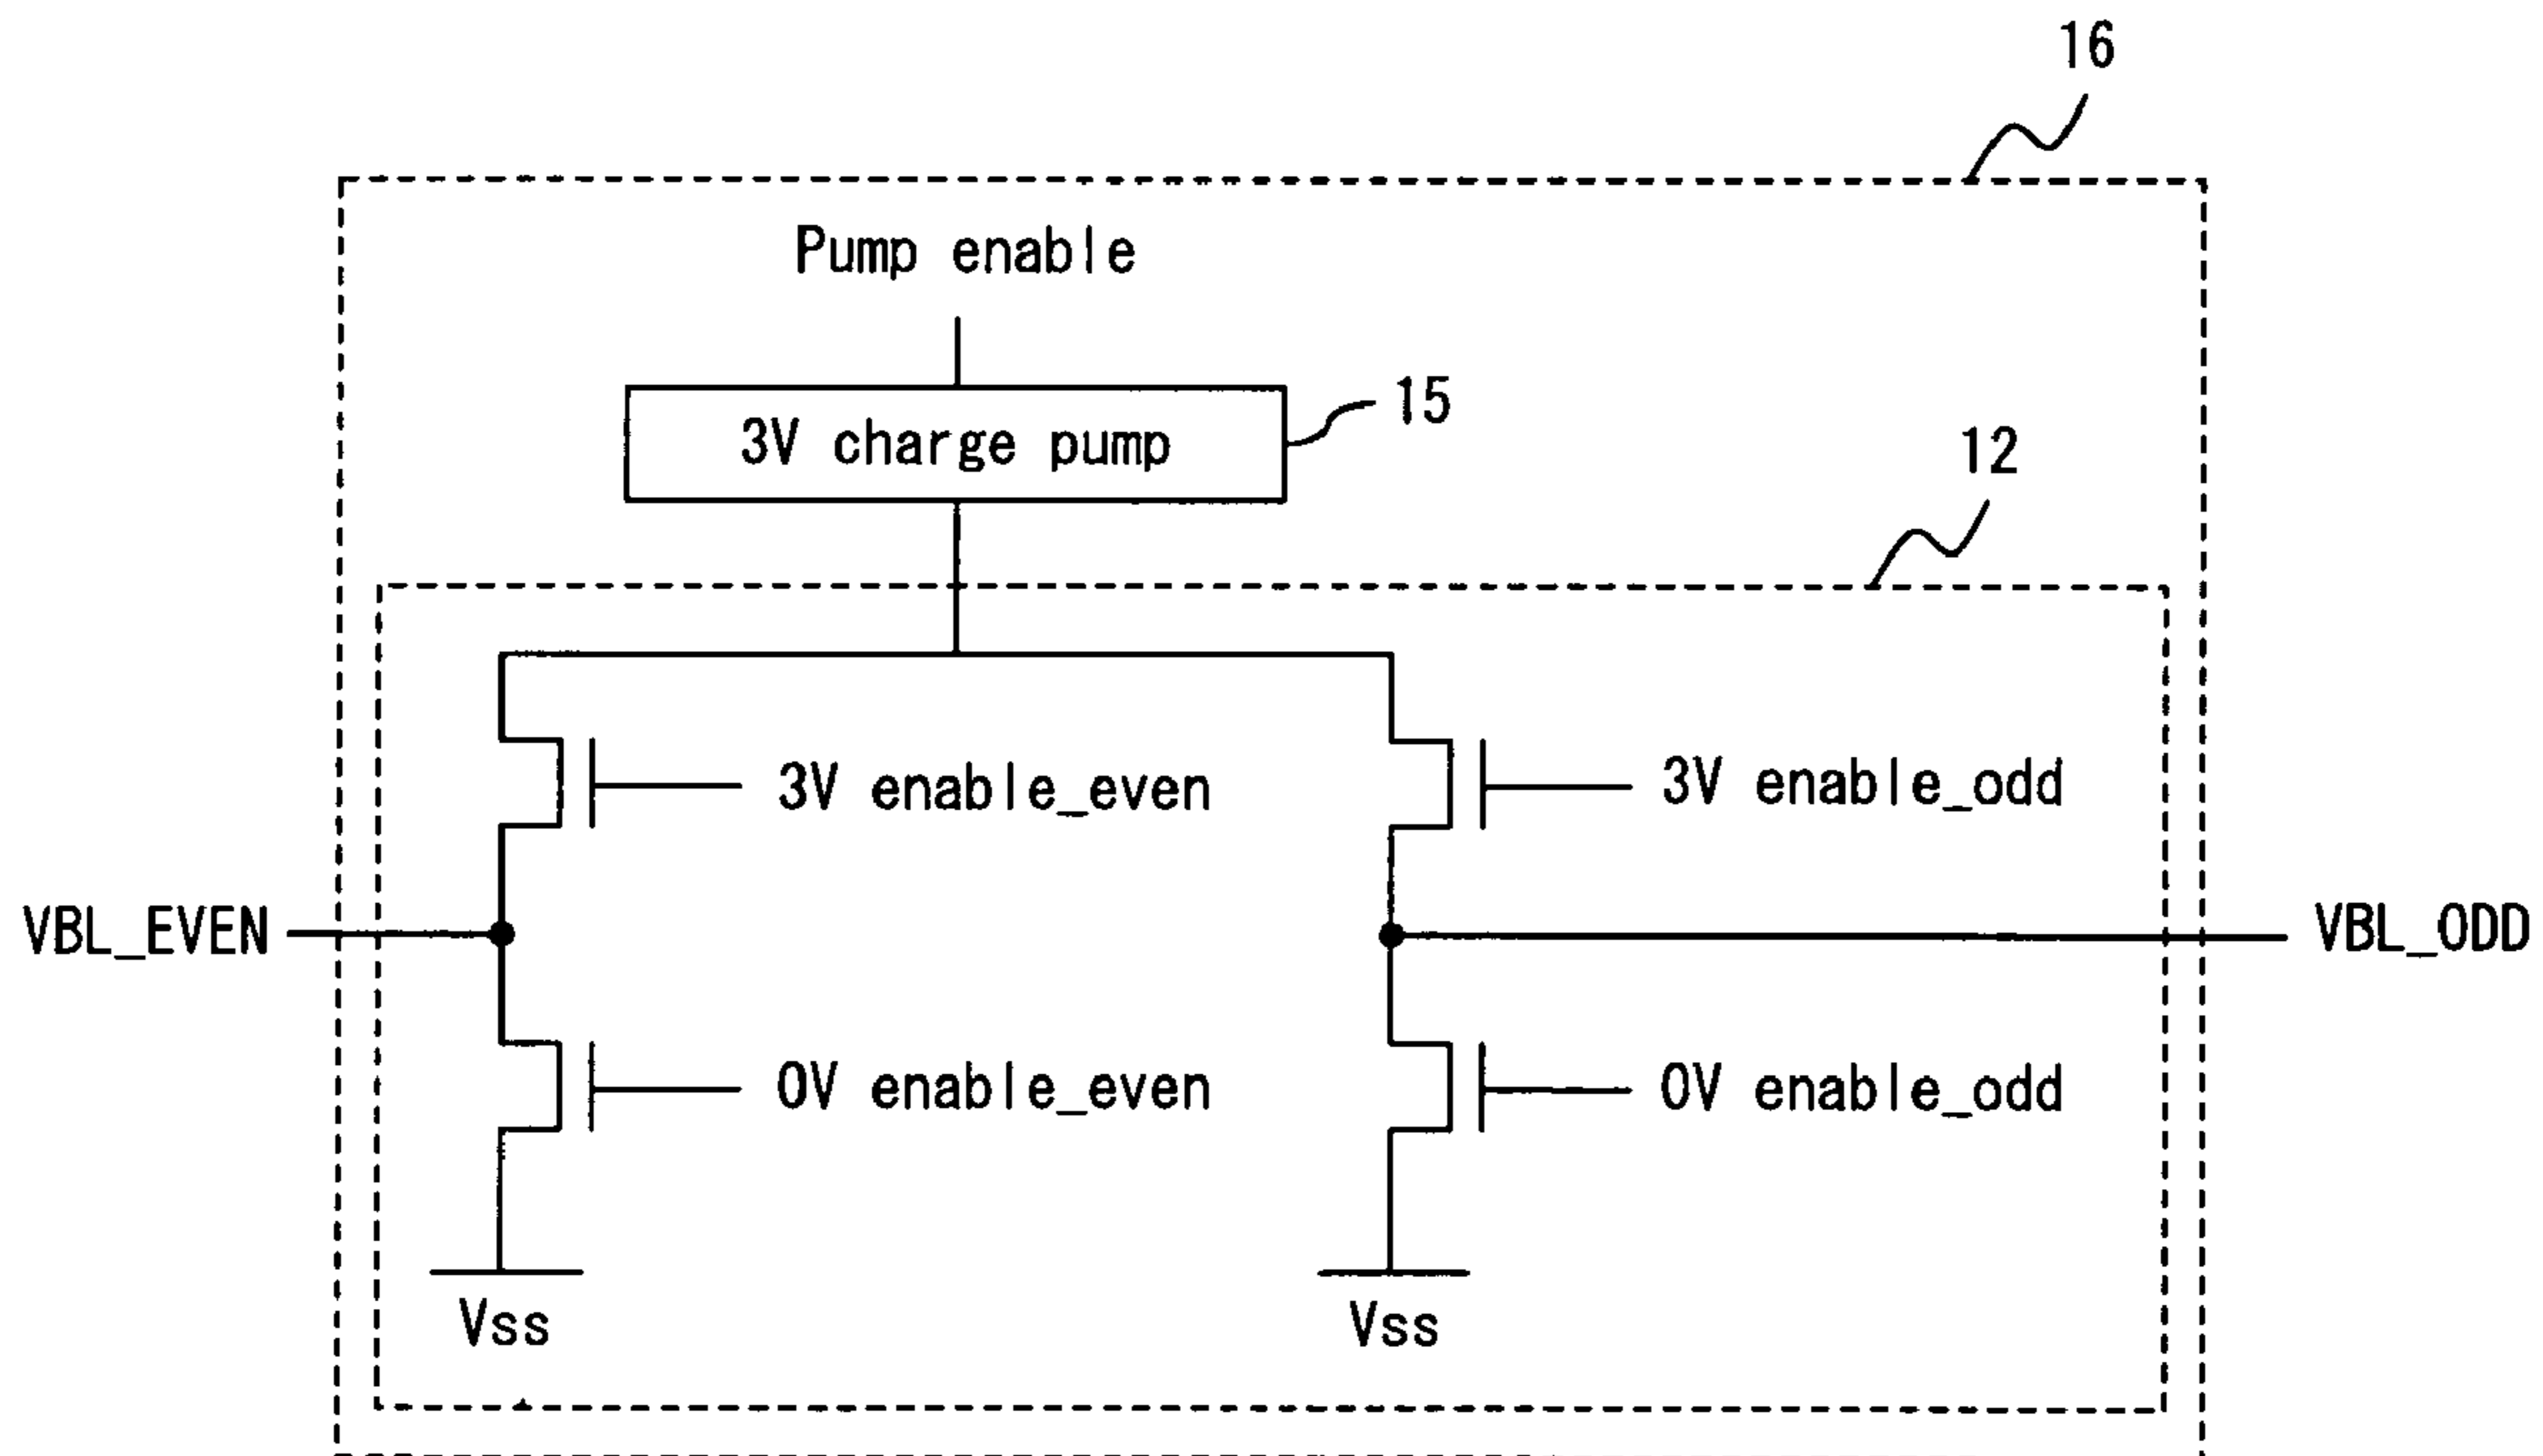 16
Pump enable
3V charge pump
15
12
3V enable_even
3V enable_odd
VBL_EVEN
VBL_ODD
0V enable_even
0V enable_odd
Vss
Vss